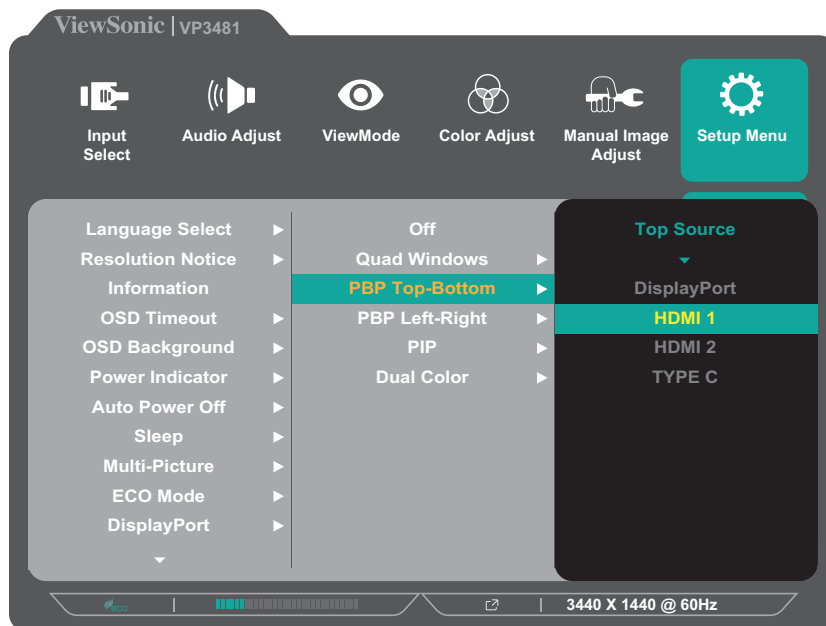 ViewSonic | VP3481
Input Select
Audio Adjust
ViewMode
Color Adjust
Manual Image Adjust
Setup Menu
Language Select
Resolution Notice
Information
OSD Timeout
OSD Background
Power Indicator
Auto Power Off
Sleep
Multi-Picture
ECO Mode
DisplayPort
Off
Quad Windows
PBP Top-Bottom
PBP Left-Right
PIP
Dual Color
Top Source
DisplayPort
HDMI 1
HDMI 2
TYPE C
ECO
3440 X 1440 @ 60Hz